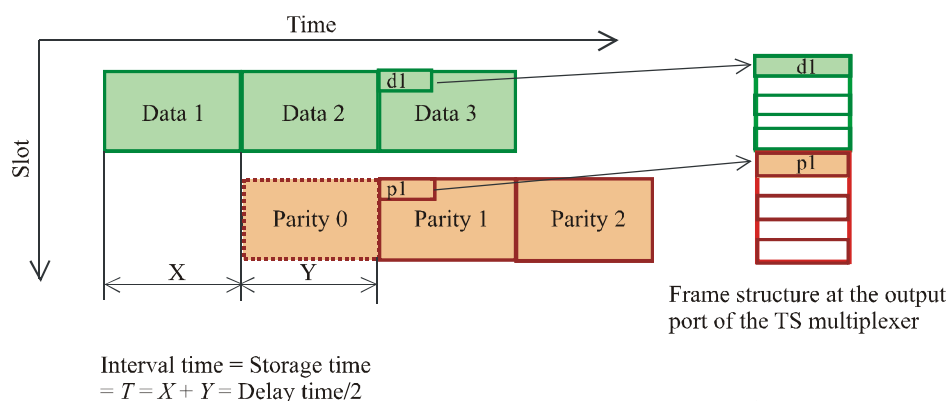 Time
Slot
d1
Data 1
Data 2
Data 3
d1
p1
Parity 0
Parity 1
Parity 2
p1
X
Y
Frame structure at the output
port of the TS multiplexer
Interval time = Storage time
= T = X + Y = Delay time/2